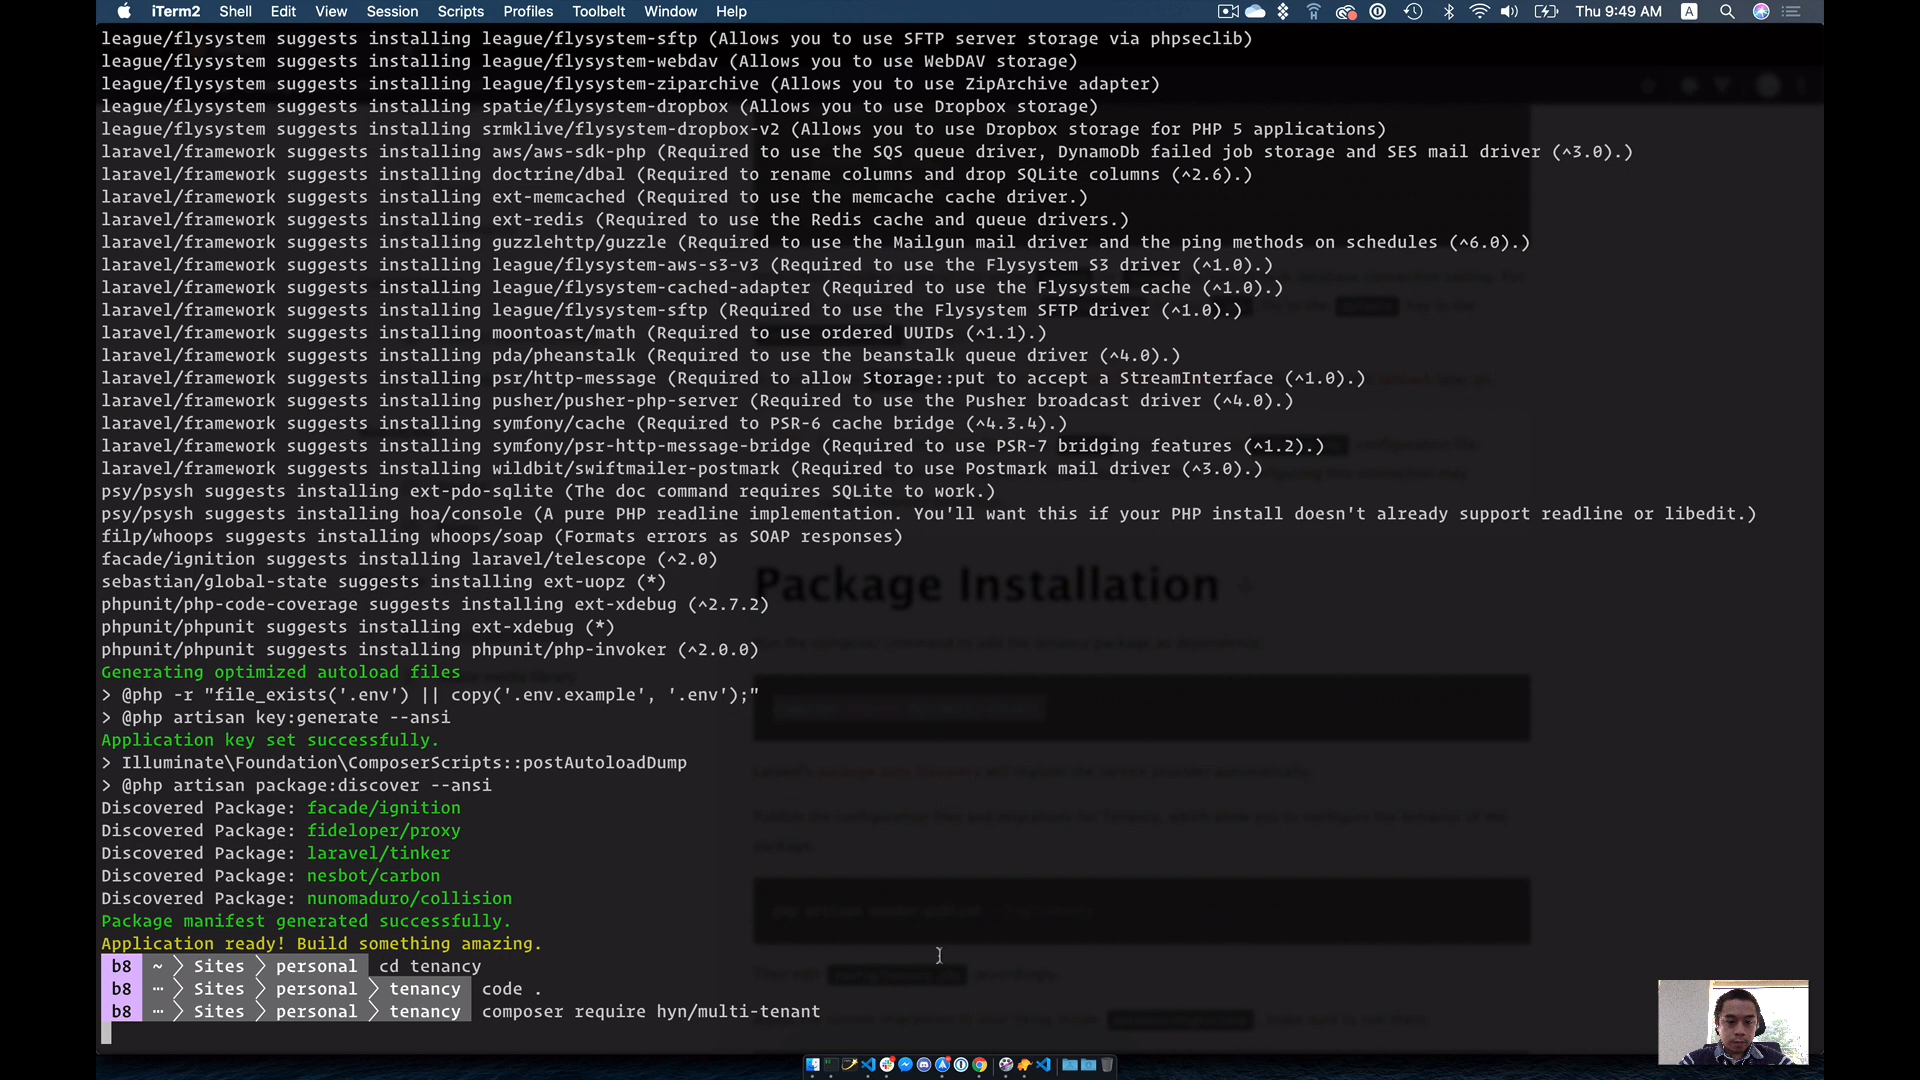 iTerm2 Shell Edit View Session Scripts Profiles Toolbelt Window Help Thu 9:49 AM A
league/flysystem suggests installing league/flysystem-sftp (Allows you to use SFTP server storage via phpseclib)
league/flysystem suggests installing league/flysystem-webdav (Allows you to use WebDAV storage)
league/flysystem suggests installing league/flysystem-ziparchive (Allows you to use ZipArchive adapter)
league/flysystem suggests installing spatie/flysystem-dropbox (Allows you to use Dropbox storage)
league/flysystem suggests installing srmklive/flysystem-dropbox-v2 (Allows you to use Dropbox storage for PHP 5 applications)
laravel/framework suggests installing aws/aws-sdk-php (Required to use the SQS queue driver, DynamoDb failed job storage and SES mail driver (^3.0).)
laravel/framework suggests installing doctrine/dbal (Required to rename columns and drop SQLite columns (^2.6).)
laravel/framework suggests installing ext-memcached (Required to use the memcache cache driver.)
laravel/framework suggests installing ext-redis (Required to use the Redis cache and queue drivers.)
laravel/framework suggests installing guzzlehttp/guzzle (Required to use the Mailgun mail driver and the ping methods on schedules (^6.0).)
laravel/framework suggests installing league/flysystem-aws-s3-v3 (Required to use the Flysystem S3 driver (^1.0).)
laravel/framework suggests installing league/flysystem-cached-adapter (Required to use the Flysystem cache (^1.0).)
laravel/framework suggests installing league/flysystem-sftp (Required to use the Flysystem SFTP driver (^1.0).)
laravel/framework suggests installing moontoast/math (Required to use ordered UUIDs (^1.1).)
laravel/framework suggests installing pda/pheanstalk (Required to use the beanstalk queue driver (^4.0).)
laravel/framework suggests installing psr/http-message (Required to allow Storage::put to accept a StreamInterface (^1.0).)
laravel/framework suggests installing pusher/pusher-php-server (Required to use the Pusher broadcast driver (^4.0).)
laravel/framework suggests installing symfony/cache (Required to PSR-6 cache bridge (^4.3.4).)
laravel/framework suggests installing symfony/psr-http-message-bridge (Required to use PSR-7 bridging features (^1.2).)
laravel/framework suggests installing wildbit/swiftmailer-postmark (Required to use Postmark mail driver (^3.0).)
psy/psysh suggests installing ext-pdo-sqlite (The doc command requires SQLite to work.)
psy/psysh suggests installing hoa/console (A pure PHP readline implementation. You'll want this if your PHP install doesn't already support readline or libedit.)
filp/whoops suggests installing whoops/soap (Formats errors as SOAP responses)
facade/ignition suggests installing laravel/telescope (^2.0)
sebastian/global-state suggests installing ext-uopz (*)
Package Installation
phpunit/php-code-coverage suggests installing ext-xdebug (^2.7.2)
phpunit/phpunit suggests installing ext-xdebug (*)
phpunit/phpunit suggests installing phpunit/php-invoker (^2.0.0)
Generating optimized autoload files
> @php -r "file_exists('.env') || copy('.env.example', '.env');"
> @php artisan key:generate --ansi
Application key set successfully.
> Illuminate\Foundation\ComposerScripts::postAutoloadDump
> @php artisan package:discover --ansi
Discovered Package: facade/ignition
Discovered Package: fideloper/proxy
Discovered Package: laravel/tinker
Discovered Package: nesbot/carbon
Discovered Package: nunomaduro/collision
Package manifest generated successfully.
Application ready! Build something amazing.
b8 ~ Sites personal cd tenancy
b8 ⋯ Sites personal tenancy code .
b8 ⋯ Sites personal tenancy composer require hyn/multi-tenant